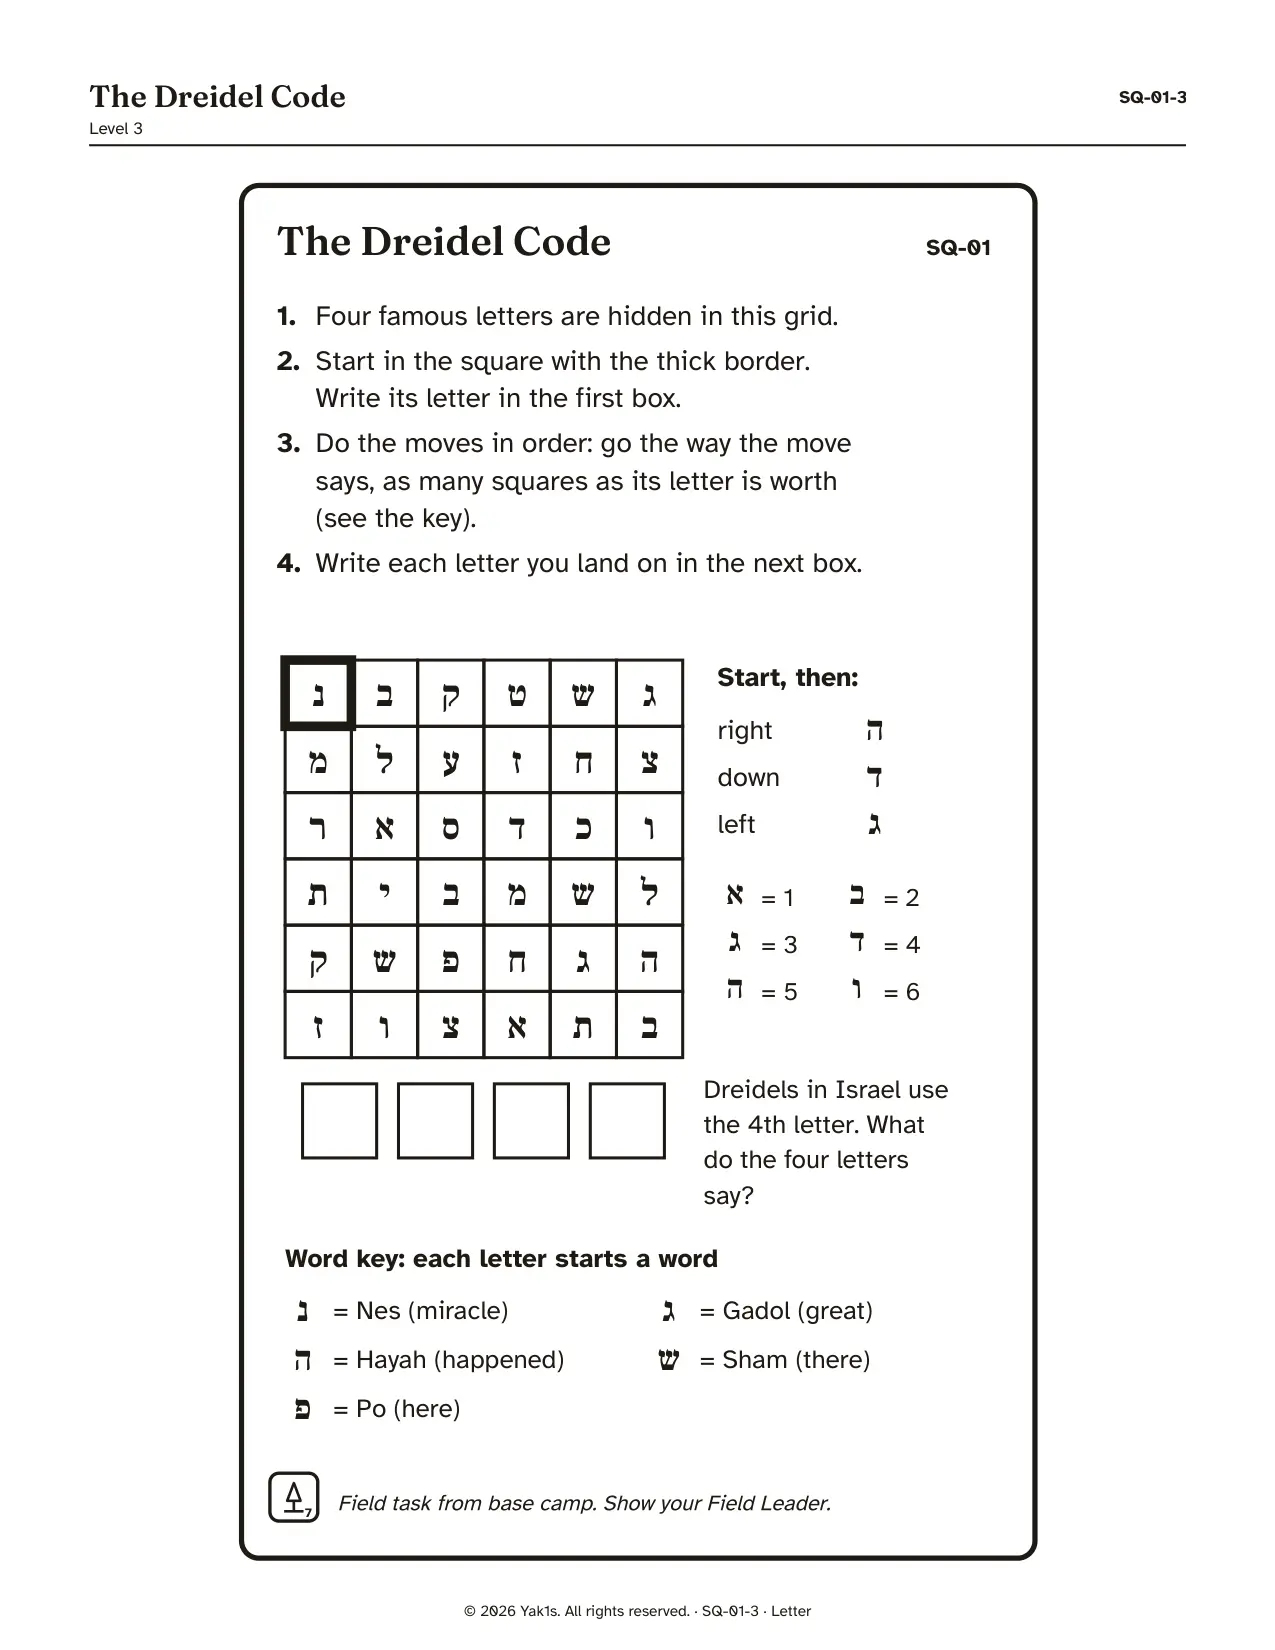 The Dreidel Code
SQ-01-3
Level 3
The Dreidel Code
SQ-01
1. Four famous letters are hidden in this grid.
2. Start in the square with the thick border.
Write its letter in the first box.
3. Do the moves in order: go the way the move
says, as many squares as its letter is worth
(see the key).
4. Write each letter you land on in the next box.
נ ב ק ט ש ג
מ ל ע ז ח צ
ר א ס ד כ ו
ת י ב מ ש ל
ק ש פ ח ג ה
ז ו צ א ת ב
Start, then:
right ה
down ד
left ג
א = 1 ב = 2
ג = 3 ד = 4
ה = 5 ו = 6
Dreidels in Israel use
the 4th letter. What
do the four letters
say?
Word key: each letter starts a word
נ = Nes (miracle) ג = Gadol (great)
ה = Hayah (happened) ש = Sham (there)
פ = Po (here)
7
Field task from base camp. Show your Field Leader.
© 2026 Yak1s. All rights reserved. · SQ-01-3 · Letter